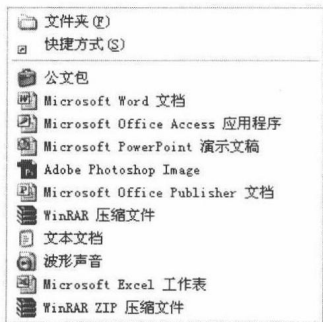 文件夹(F)
快捷方式(S)
公文包
Microsoft Word 文档
Microsoft Office Access 应用程序
Microsoft PowerPoint 演示文稿
Adobe Photoshop Image
Microsoft Office Publisher 文档
WinRAR 压缩文件
文本文档
波形声音
Microsoft Excel 工作表
WinRAR ZIP 压缩文件